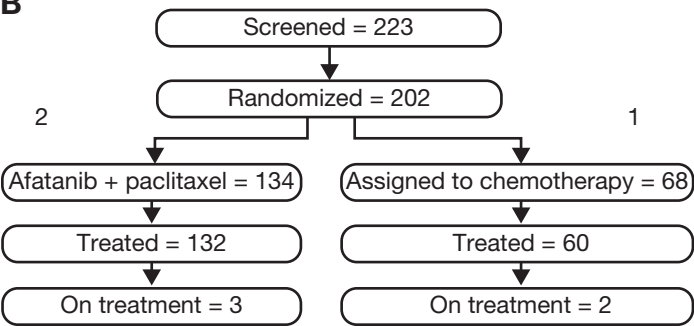 B
Screened = 223
Randomized = 202
2
1
Afatanib + paclitaxel = 134
Assigned to chemotherapy = 68
Treated = 132
Treated = 60
On treatment = 3
On treatment = 2